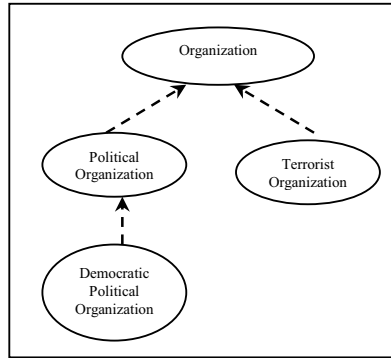 Organization
Political
Organization
Terrorist
Organization
Democratic
Political
Organization